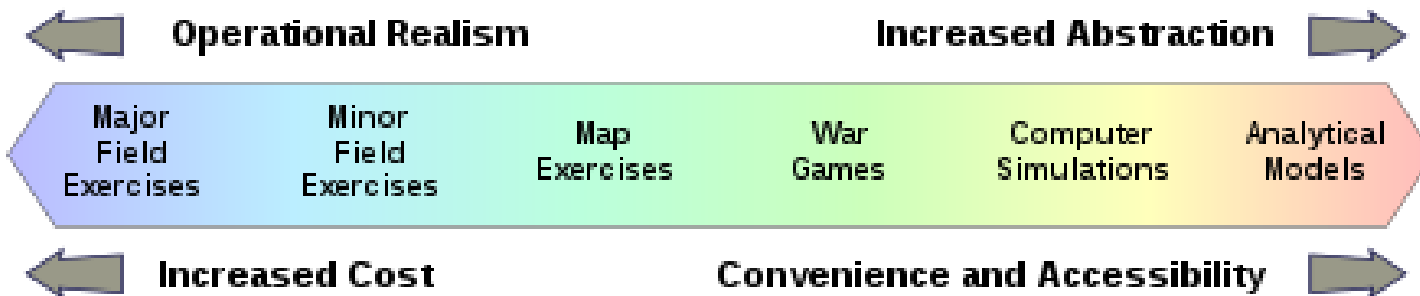 Operational Realism
Increased Abstraction
Major
Field
Exercises
Minor
Field
Exercises
Map
Exercises
War
Games
Computer
Simulations
Analytical
Models
Increased Cost
Convenience and Accessibility